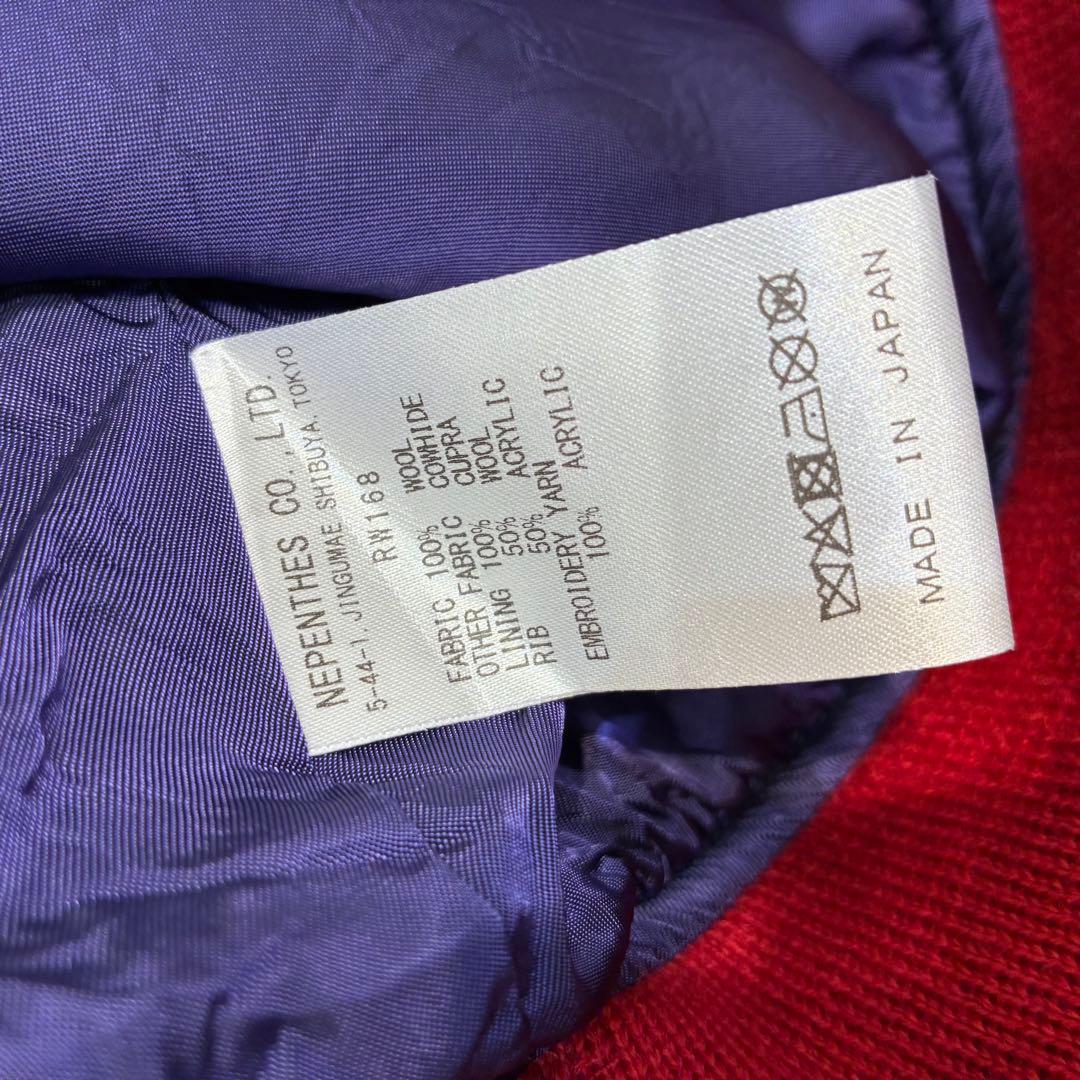 NEPENTHES CO.,LTD.
5-44-1, JINGUMAE SHIBUYA, TOKYO
RW168
FABRIC 100% WOOL
OTHER FABRIC 100% COWHIDE
LINING 100% CUPRA
RIB 50% WOOL
50% ACRYLIC
EMBROIDERY YARN
100% ACRYLIC
MADE IN JAPAN